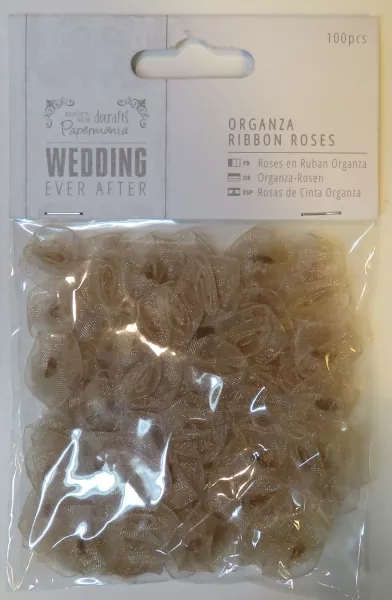 100pcs
docrafts
Papermania
WEDDING
EVER AFTER
ORGANZA
RIBBON ROSES
FR Roses en Ruban Organza
DE Organza-Rosen
ESP Rosas de Cinta Organza